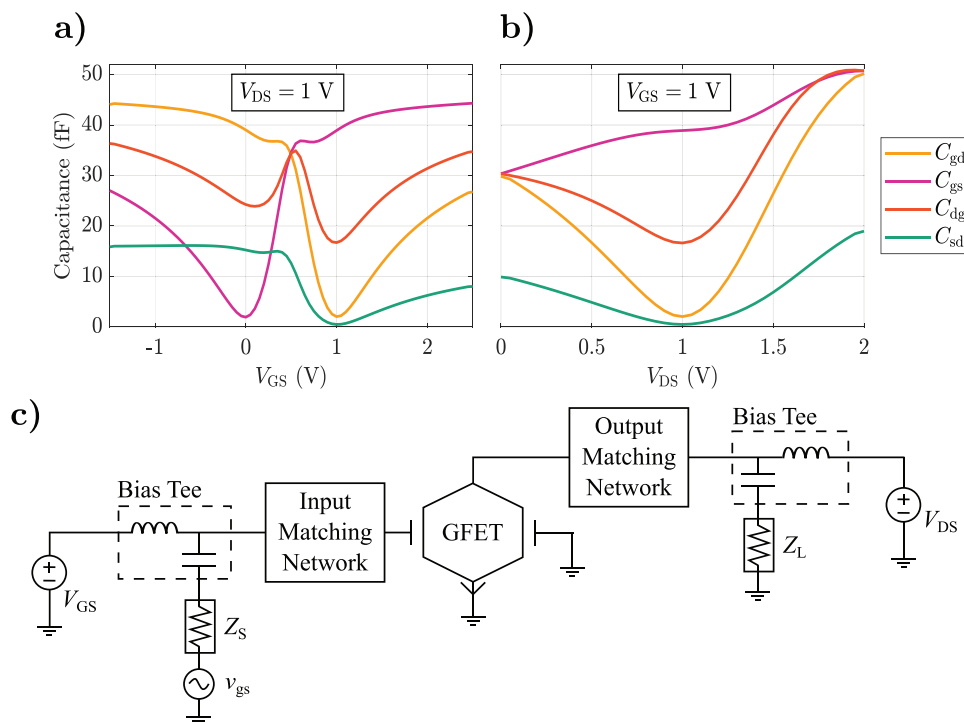 a)
b)
V_DS = 1 V
V_GS = 1 V
50
40
30
20
10
0
Capacitance (fF)
-1
0
1
2
V_GS (V)
0
0.5
1
1.5
2
V_DS (V)
C_gd
C_gs
C_dg
C_sd
c)
Bias Tee
Input
Matching
Network
GFET
Output
Matching
Network
Bias Tee
V_GS
Z_S
v_gs
Z_L
V_DS